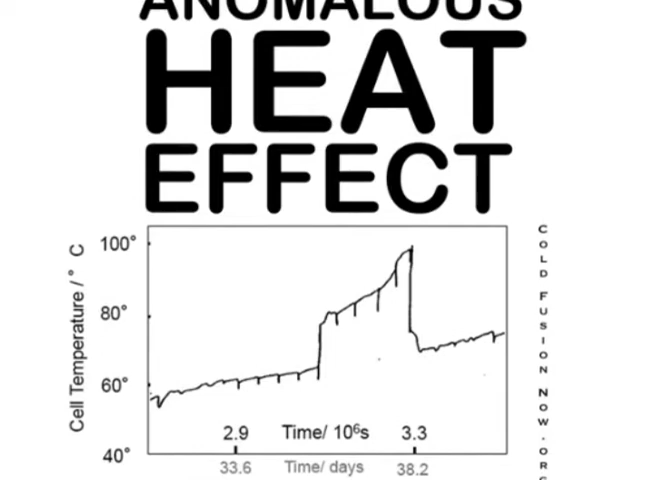 ANOMALOUS
HEAT
EFFECT
Cell Temperature / ° C
100°
80°
60°
40°
2.9 Time/ 10⁶s 3.3
33.6 Time/ days 38.2
COLD FUSION NOW.ORG